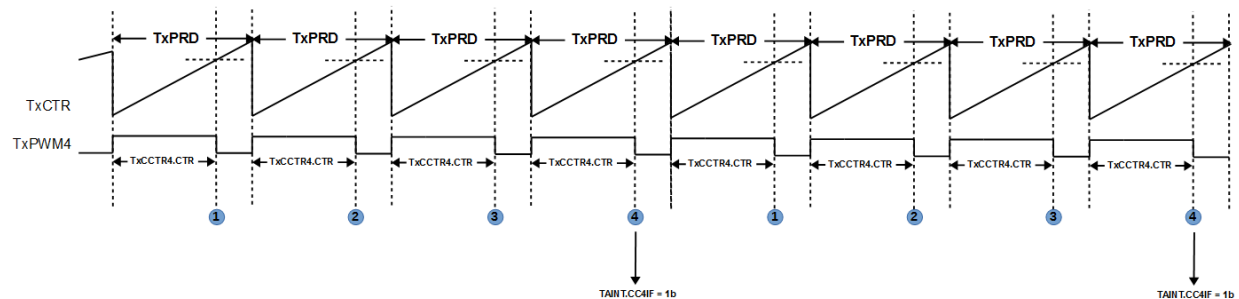 TxPRD TxPRD TxPRD TxPRD TxPRD TxPRD TxPRD TxPRD
TxCTR
TxPWM4
TxCCTR4.CTR TxCCTR4.CTR TxCCTR4.CTR TxCCTR4.CTR TxCCTR4.CTR TxCCTR4.CTR TxCCTR4.CTR TxCCTR4.CTR
1 2 3 4 1 2 3 4
TAINT.CC4IF = 1b TAINT.CC4IF = 1b